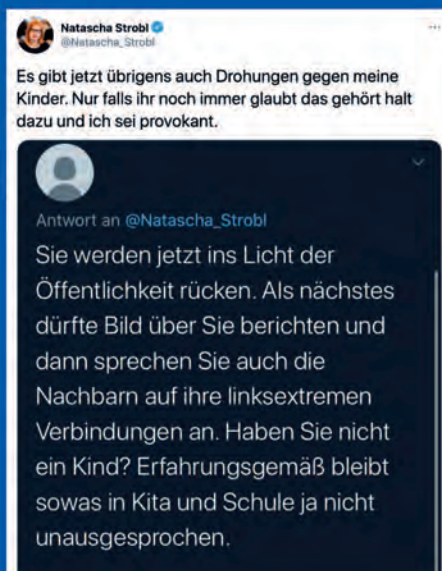 Natascha Strobl
@Natascha_Strobl
Es gibt jetzt übrigens auch Drohungen gegen meine
Kinder. Nur falls ihr noch immer glaubt das gehört halt
dazu und ich sei provokant.
Antwort an @Natascha_Strobl
Sie werden jetzt ins Licht der
Öffentlichkeit rücken. Als nächstes
dürfte Bild über Sie berichten und
dann sprechen Sie auch die
Nachbarn auf ihre linksextremen
Verbindungen an. Haben Sie nicht
ein Kind? Erfahrungsgemäß bleibt
sowas in Kita und Schule ja nicht
unausgesprochen.